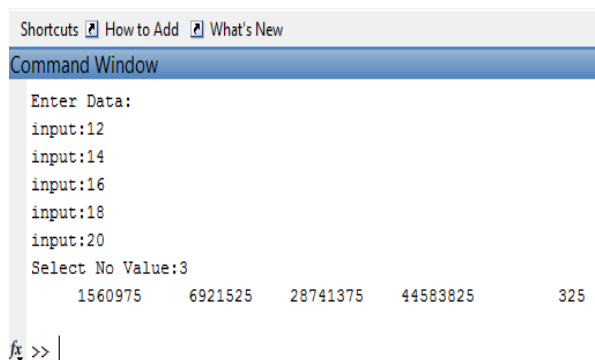 Shortcuts How to Add What's New
Command Window
Enter Data:
input:12
input:14
input:16
input:18
input:20
Select No Value:3
1560975 6921525 28741375 44583825 325
fx >>